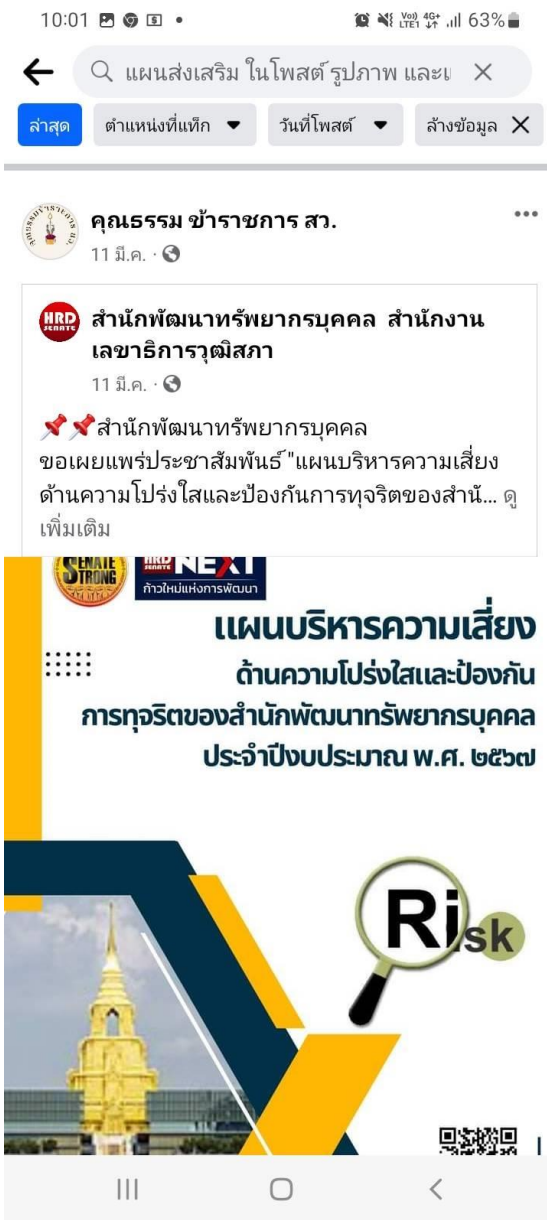 10:01
Vo)) 4G+
LTE1 63%
แผนส่งเสริม ในโพสต์ รูปภาพ และเ
ล่าสุด ตำแหน่งที่แท็ก วันที่โพสต์ ล้างข้อมูล
คุณธรรม ข้าราชการ สว.
11 มี.ค.
HRD
SENATE
สำนักพัฒนาทรัพยากรบุคคล สำนักงาน
เลขาธิการวุฒิสภา
11 มี.ค.
📌📌สำนักพัฒนาทรัพยากรบุคคล
ขอเผยแพร่ประชาสัมพันธ์ "แผนบริหารความเสี่ยง
ด้านความโปร่งใสและป้องกันการทุจริตของสำนั... ดู
เพิ่มเติม
SENATE
STRONG
HRD
SENATE
NEXT
ก้าวใหม่แห่งการพัฒนา
แผนบริหารความเสี่ยง
ด้านความโปร่งใสและป้องกัน
การทุจริตของสำนักพัฒนาทรัพยากรบุคคล
ประจำปีงบประมาณ พ.ศ. ๒๕๖๗
Risk